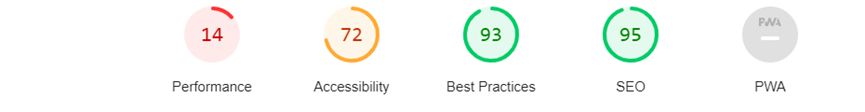 14 72 93 95 PWA
Performance Accessibility Best Practices SEO PWA